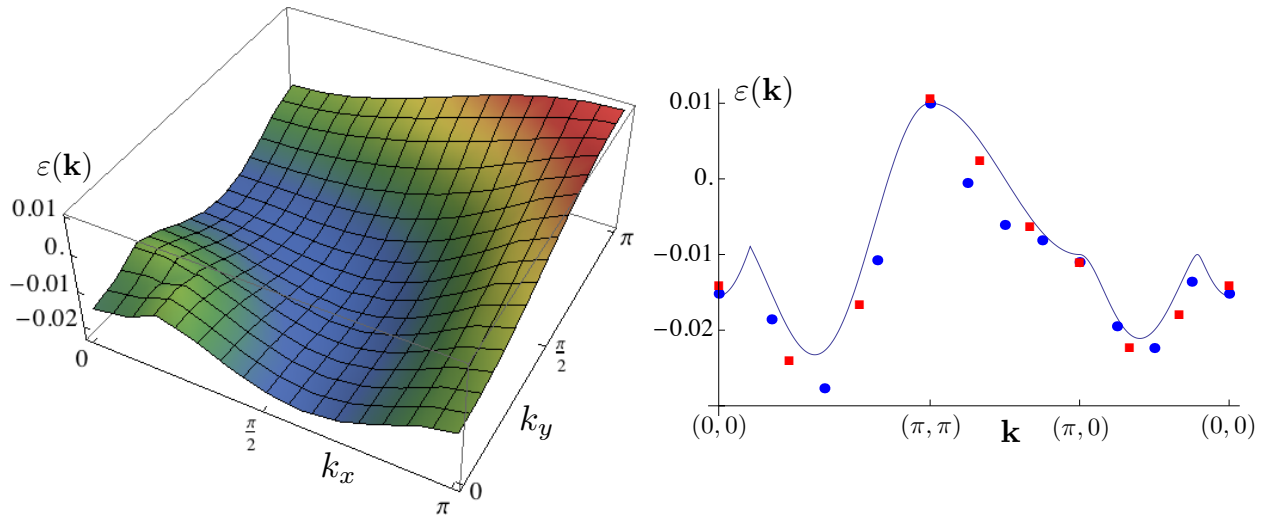 ε(𝐤)
0.01
0.
−0.01
−0.02
0
π/2
π
k_x
0
π/2
π
k_y
ε(𝐤)
0.01
0.
−0.01
−0.02
(0, 0)
(π, π)
𝐤
(π, 0)
(0, 0)